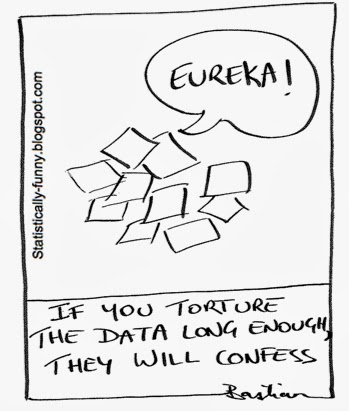 EUREKA!
Statistically-funny.blogspot.com
IF YOU TORTURE
THE DATA LONG ENOUGH,
THEY WILL CONFESS
Bastian